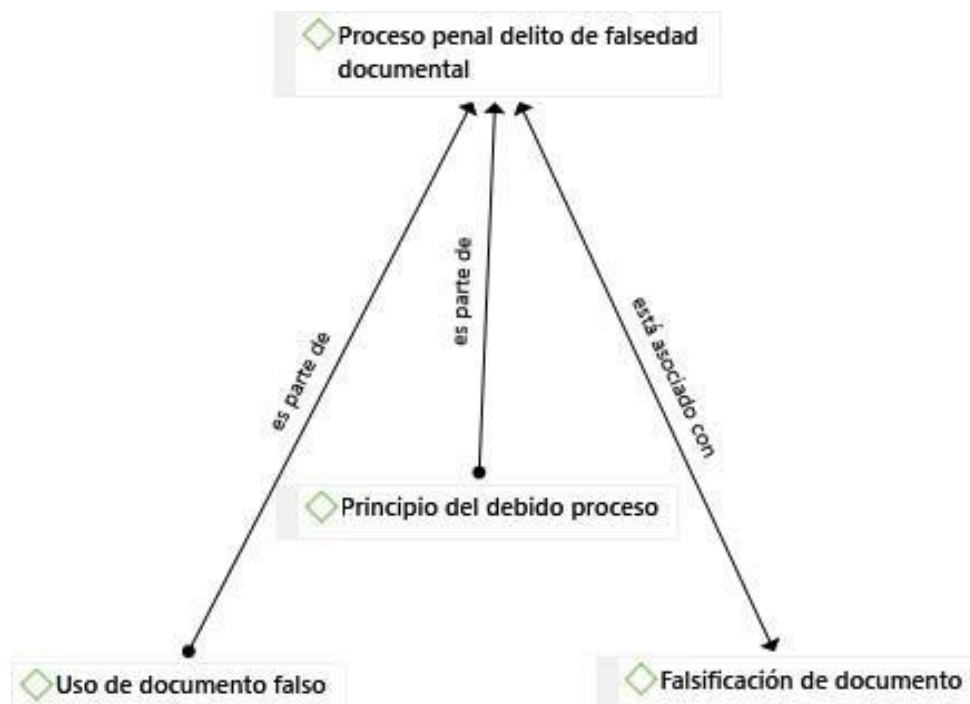 Proceso penal delito de falsedad
documental
es parte de
es parte de
está asociado con
Principio del debido proceso
Uso de documento falso
Falsificación de documento